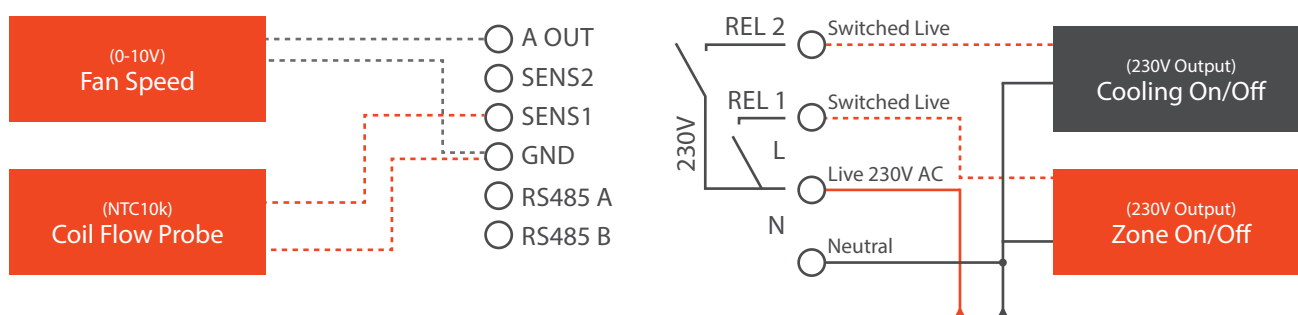 (0-10V)
Fan Speed
(NTC10k)
Coil Flow Probe
A OUT
SENS2
SENS1
GND
RS485 A
RS485 B
230V
REL 2
REL 1
L
N
Switched Live
Switched Live
Live 230V AC
Neutral
(230V Output)
Cooling On/Off
(230V Output)
Zone On/Off